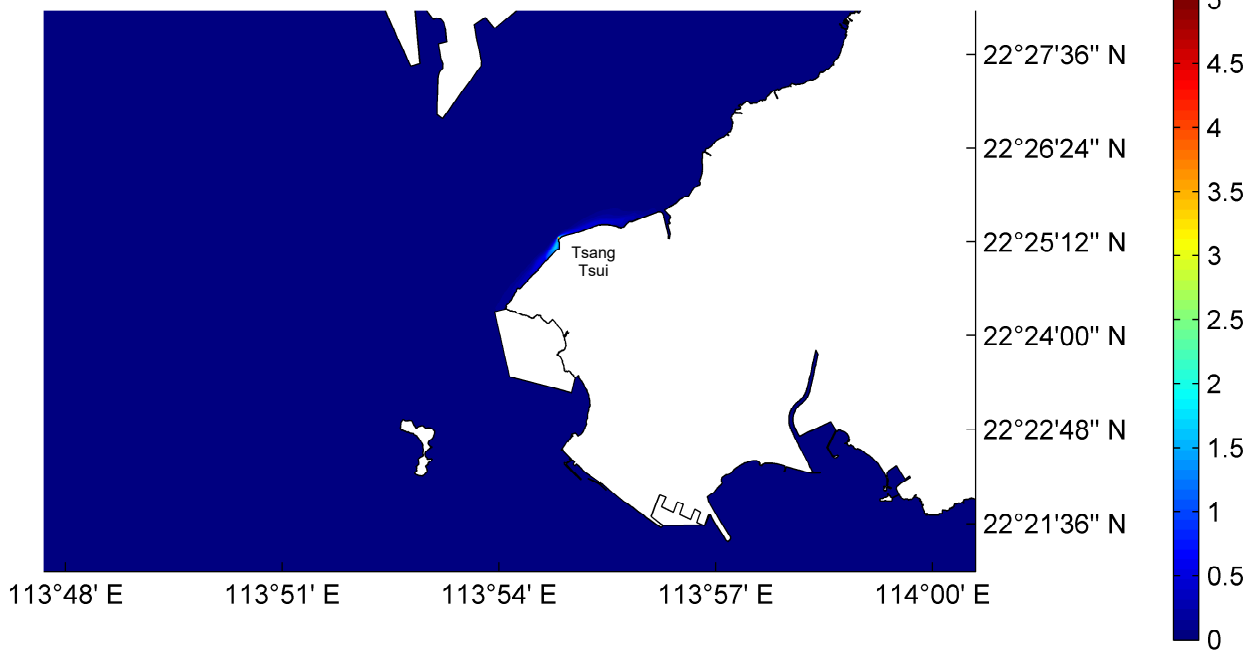 5
22°27'36" N
4.5
22°26'24" N
4
3.5
22°25'12" N
Tsang
Tsui
3
22°24'00" N
2.5
2
22°22'48" N
1.5
1
22°21'36" N
0.5
113°48' E
113°51' E
113°54' E
113°57' E
114°00' E
0